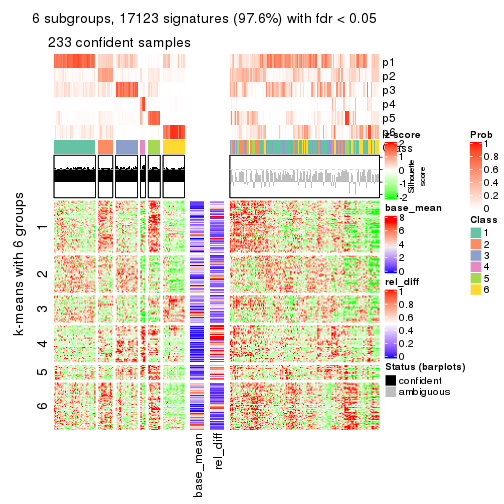 6 subgroups, 17123 signatures (97.6%) with fdr < 0.05
233 confident samples
p1
p2
p3
p4
p5
p6
z-score
2
1
0
-1
-2
Class
Silhouette
score
k-means with 6 groups
1
2
3
4
5
6
base_mean
rel_diff
base_mean
8
6
4
2
0
rel_diff
1
0.8
0.6
0.4
0.2
0
Status (barplots)
confident
ambiguous
Prob
1
0.8
0.6
0.4
0.2
0
Class
1
2
3
4
5
6